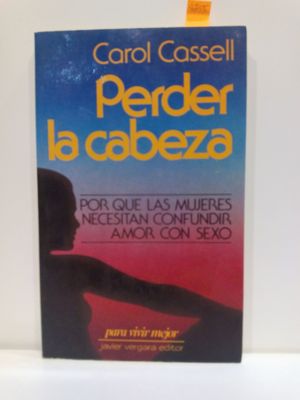 Carol Cassell
Perder
la cabeza
POR QUE LAS MUJERES
NECESITAN CONFUNDIR
AMOR CON SEXO
para vivir mejor
javier vergara editor